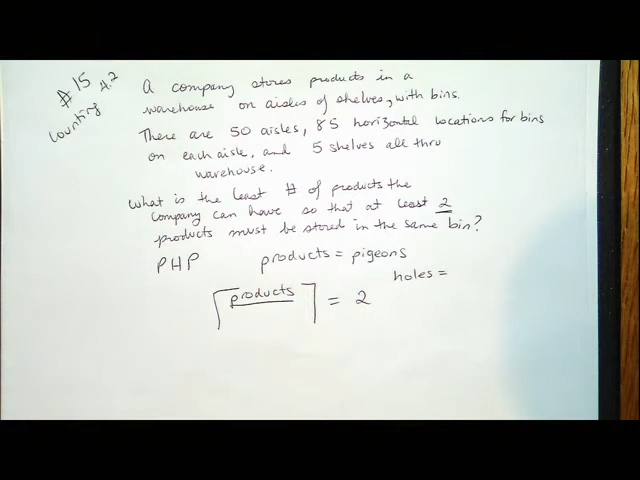 #15
4.2
Counting
A company stores products in a
warehouse on aisles of shelves, with bins.
There are 50 aisles, 85 horizontal locations for bins
on each aisle, and 5 shelves all thru
warehouse.
What is the least # of products the
company can have so that at least 2
products must be stored in the same bin?
PHP products = pigeons
holes =
⌈products⌉ = 2